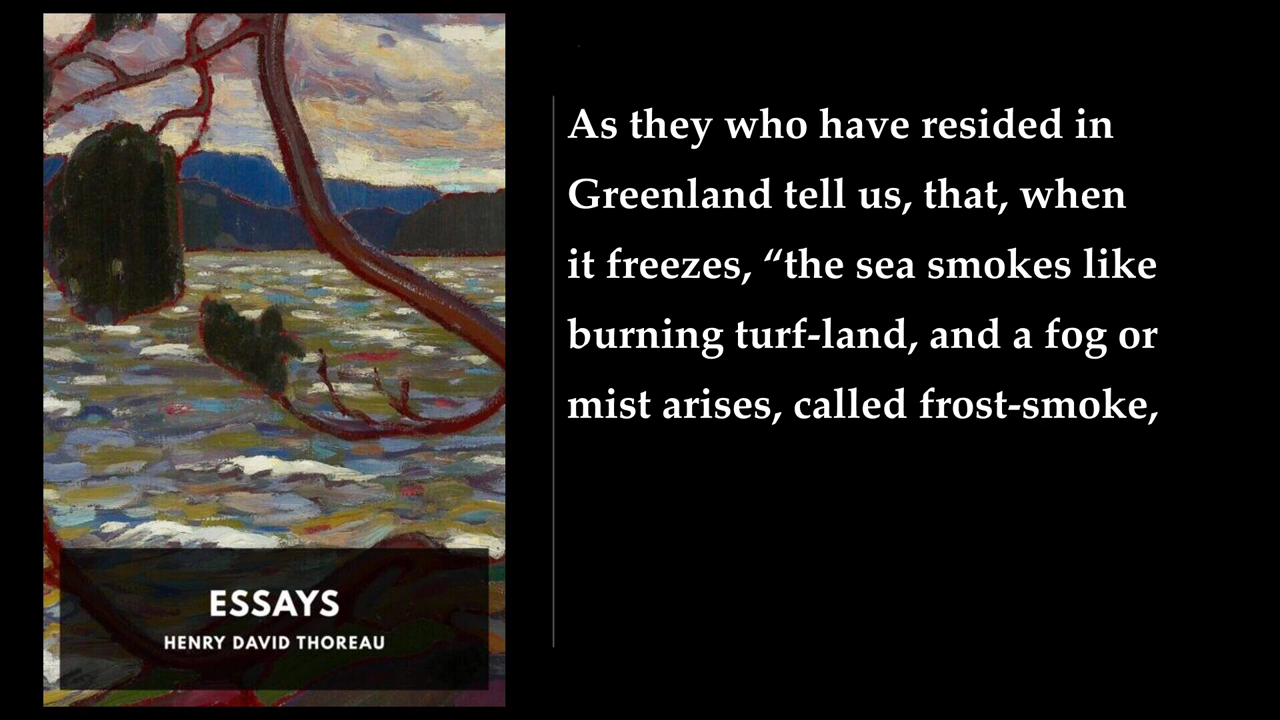 ESSAYS
HENRY DAVID THOREAU
As they who have resided in
Greenland tell us, that, when
it freezes, “the sea smokes like
burning turf-land, and a fog or
mist arises, called frost-smoke,